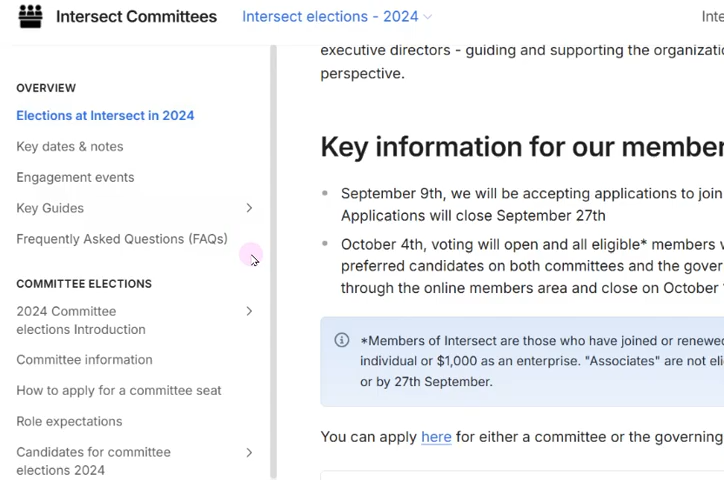 Intersect Committees
Intersect elections - 2024
Inte
OVERVIEW
Elections at Intersect in 2024
Key dates & notes
Engagement events
Key Guides
Frequently Asked Questions (FAQs)
COMMITTEE ELECTIONS
2024 Committee
elections Introduction
Committee information
How to apply for a committee seat
Role expectations
Candidates for committee
elections 2024
executive directors - guiding and supporting the organizatio
perspective.
Key information for our member
September 9th, we will be accepting applications to join
Applications will close September 27th
October 4th, voting will open and all eligible* members v
preferred candidates on both committees and the gover
through the online members area and close on October
*Members of Intersect are those who have joined or renewed
individual or $1,000 as an enterprise. "Associates" are not eli
or by 27th September.
You can apply here for either a committee or the governing